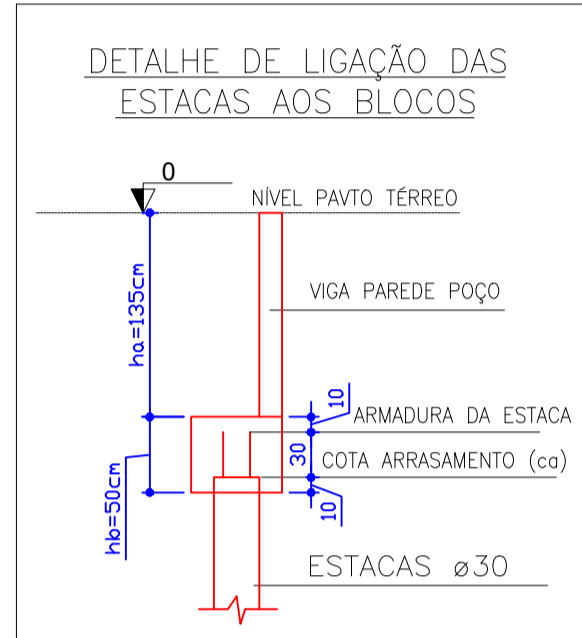 DETALHE DE LIGAÇÃO DAS
ESTACAS AOS BLOCOS
0
NÍVEL PAVTO TÉRREO
ha=135cm
VIGA PAREDE POÇO
10
ARMADURA DA ESTACA
30
COTA ARRASAMENTO (ca)
hb=50cm
10
ESTACAS ø30